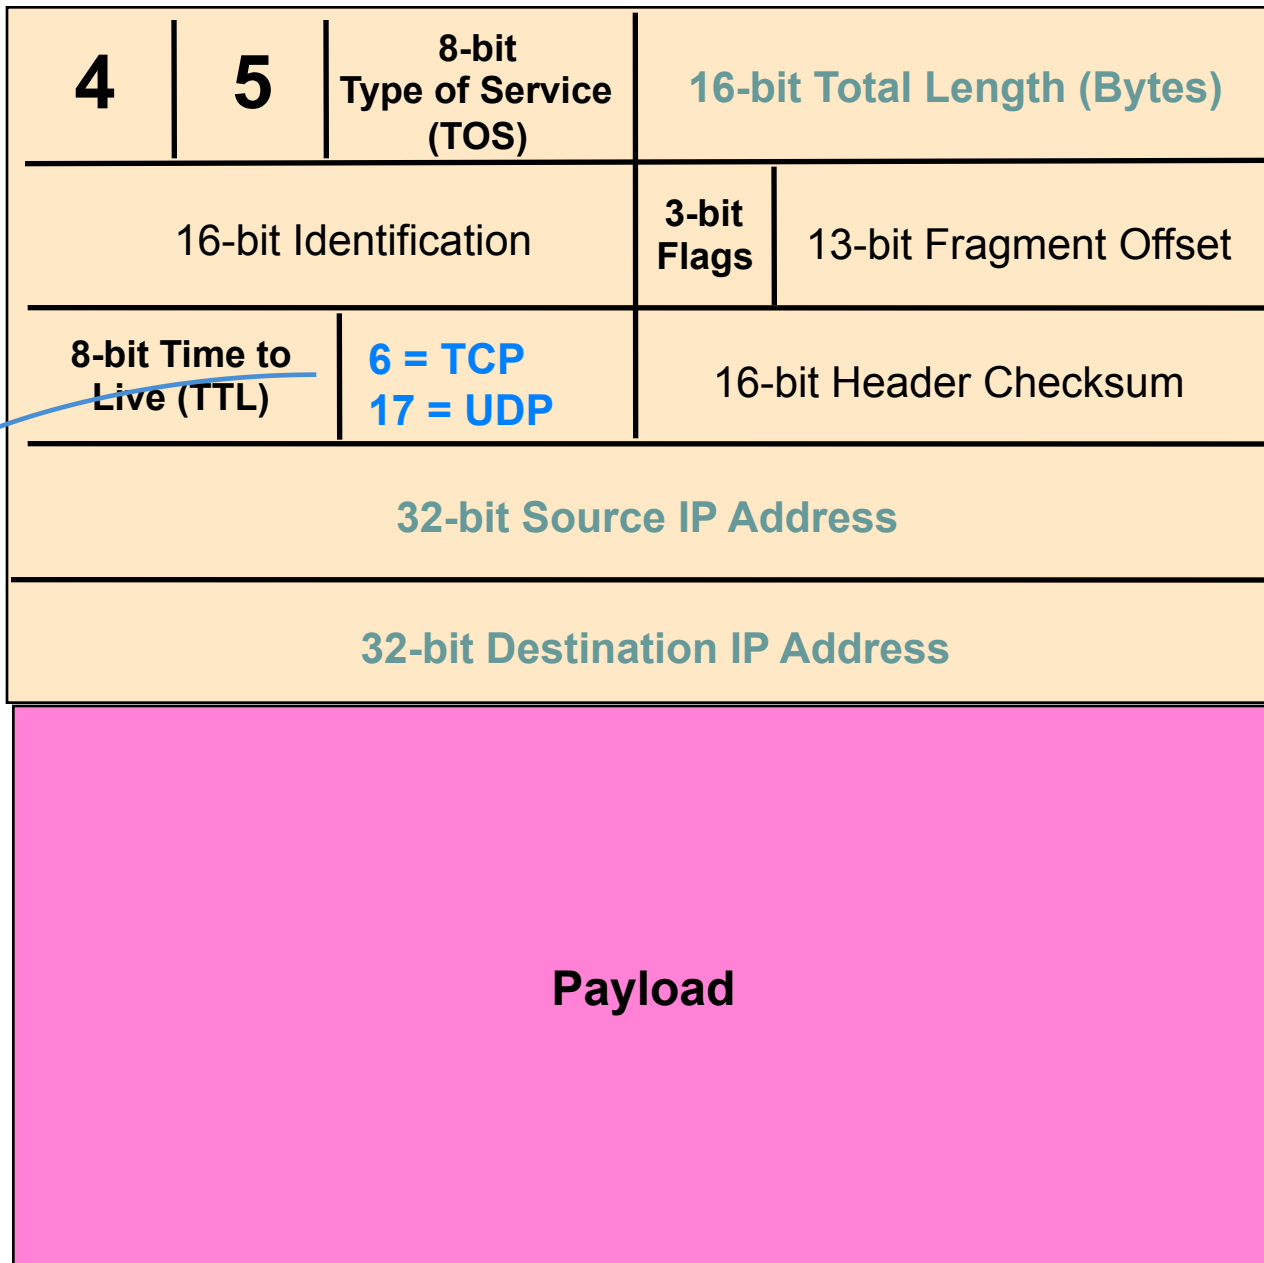 4
5
8-bit
Type of Service
(TOS)
16-bit Total Length (Bytes)
16-bit Identification
3-bit
Flags
13-bit Fragment Offset
8-bit Time to
Live (TTL)
6 = TCP
17 = UDP
16-bit Header Checksum
32-bit Source IP Address
32-bit Destination IP Address
Payload